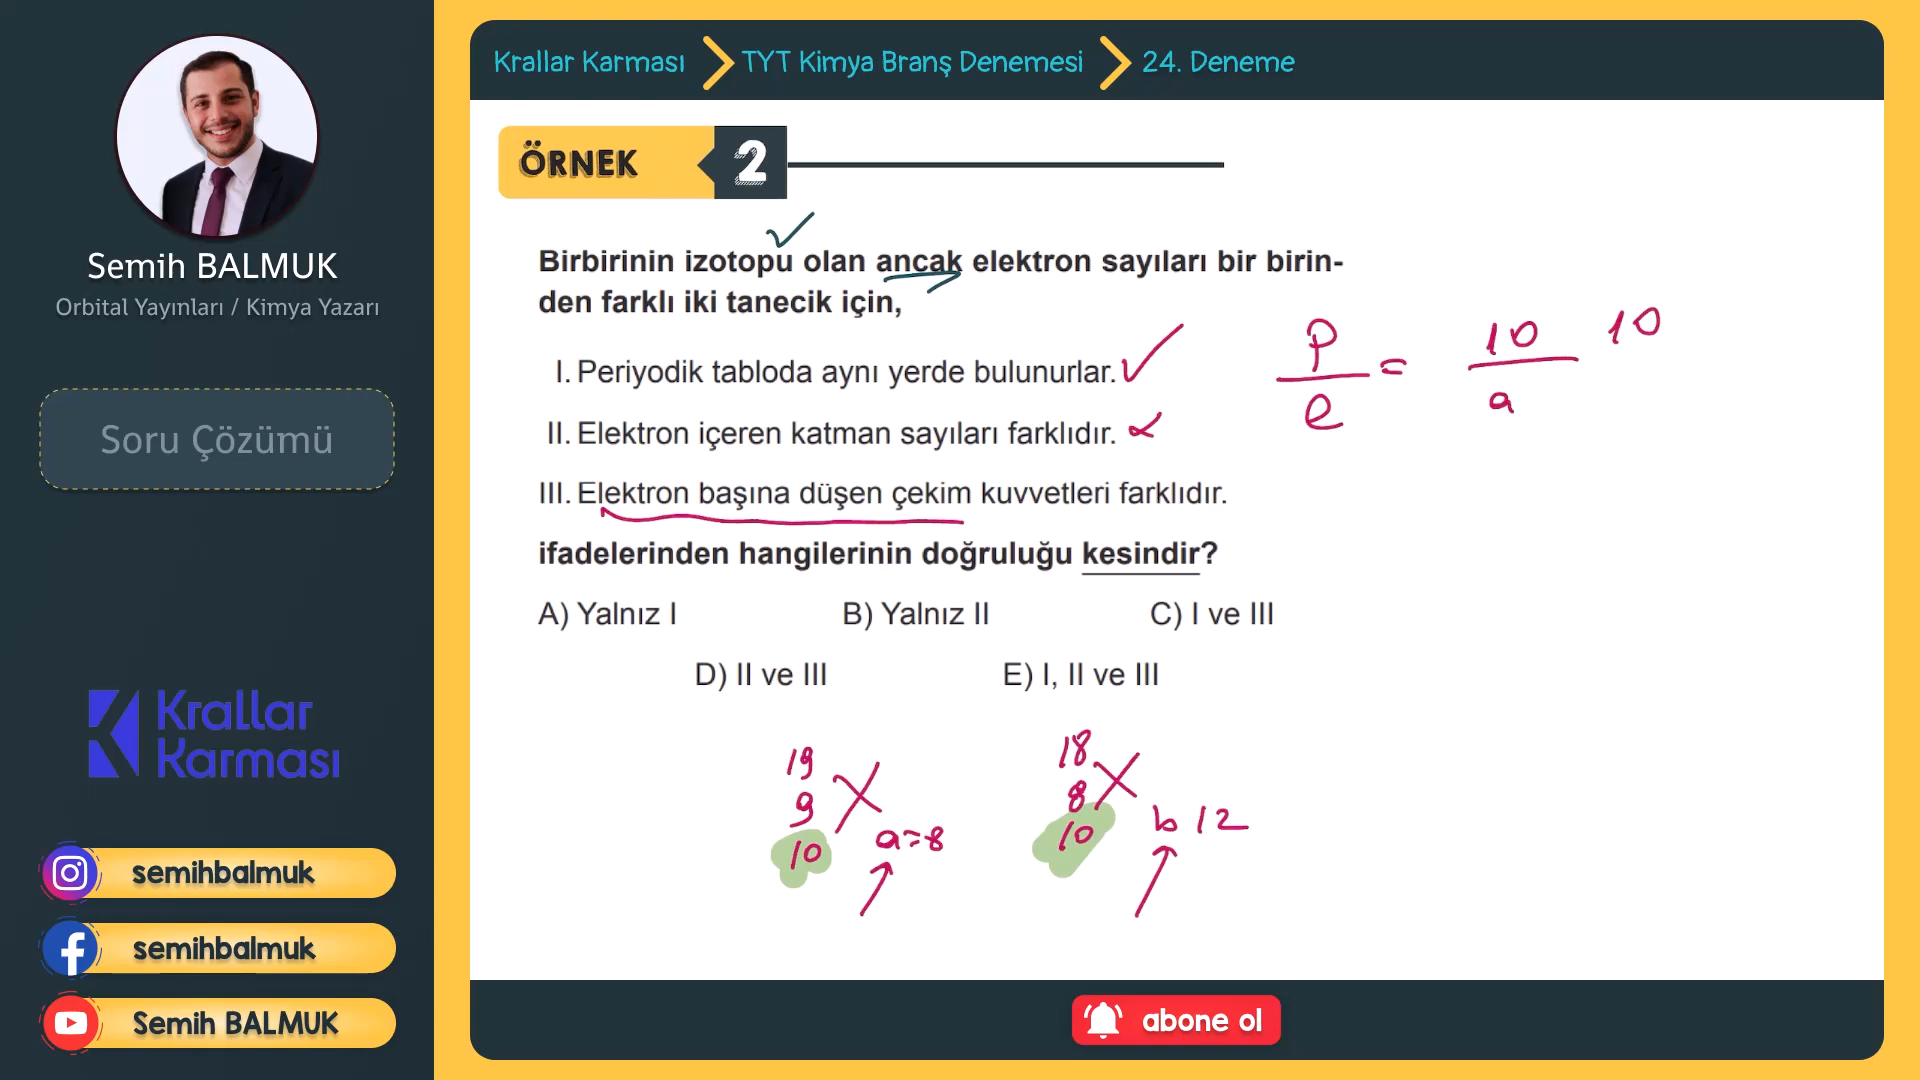 Semih BALMUK
Orbital Yayınları / Kimya Yazarı
Soru Çözümü
Krallar
Karması
semihbalmuk
semihbalmuk
Semih BALMUK
Krallar Karması TYT Kimya Branş Denemesi 24. Deneme
ÖRNEK 2
Birbirinin izotopu olan ancak elektron sayıları bir birin-
den farklı iki tanecik için,
I. Periyodik tabloda aynı yerde bulunurlar.
II. Elektron içeren katman sayıları farklıdır.
III. Elektron başına düşen çekim kuvvetleri farklıdır.
ifadelerinden hangilerinin doğruluğu kesindir?
A) Yalnız I B) Yalnız II C) I ve III
D) II ve III E) I, II ve III
p = 10 10
e a
19 18
9 8
10 a=8 10 b 12
abone ol